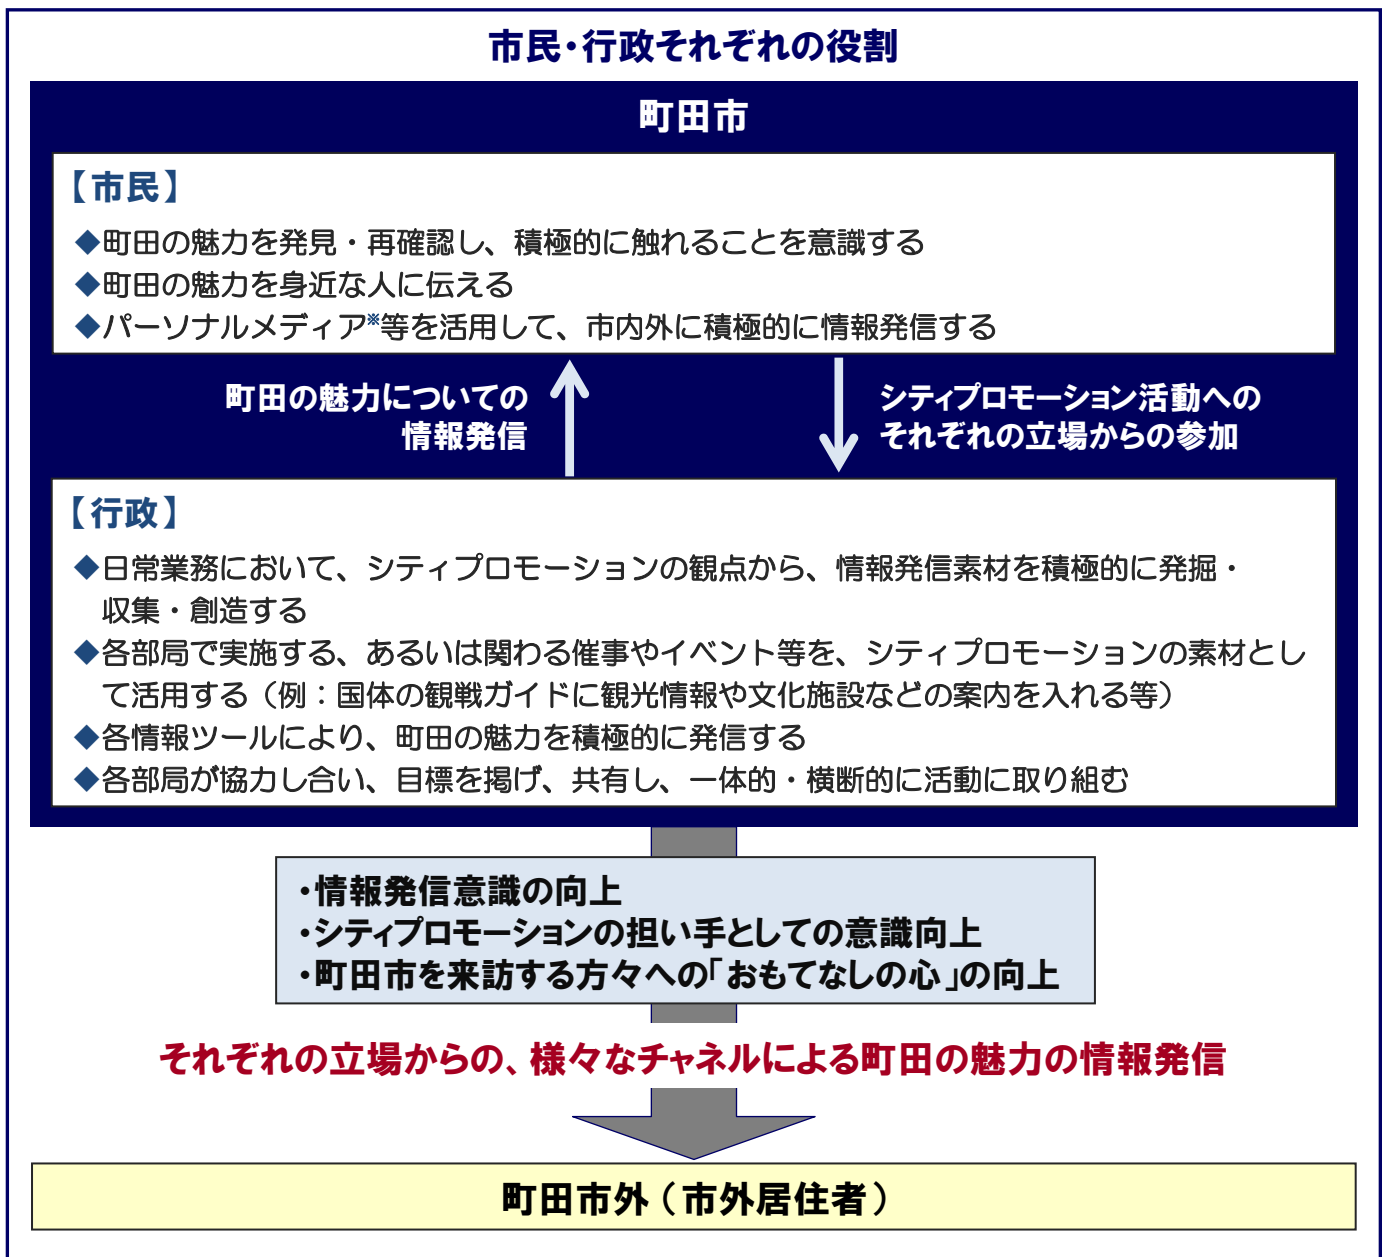 市民・行政それぞれの役割
町田市
【市民】
◆町田の魅力を発見・再確認し、積極的に触れることを意識する
◆町田の魅力を身近な人に伝える
◆パーソナルメディア※等を活用して、市内外に積極的に情報発信する
町田の魅力についての
情報発信
シティプロモーション活動への
それぞれの立場からの参加
【行政】
◆日常業務において、シティプロモーションの観点から、情報発信素材を積極的に発掘・
収集・創造する
◆各部局で実施する、あるいは関わる催事やイベント等を、シティプロモーションの素材とし
て活用する（例：国体の観戦ガイドに観光情報や文化施設などの案内を入れる等）
◆各情報ツールにより、町田の魅力を積極的に発信する
◆各部局が協力し合い、目標を掲げ、共有し、一体的・横断的に活動に取り組む
・情報発信意識の向上
・シティプロモーションの担い手としての意識向上
・町田市を来訪する方々への「おもてなしの心」の向上
それぞれの立場からの、様々なチャネルによる町田の魅力の情報発信
町田市外（市外居住者）